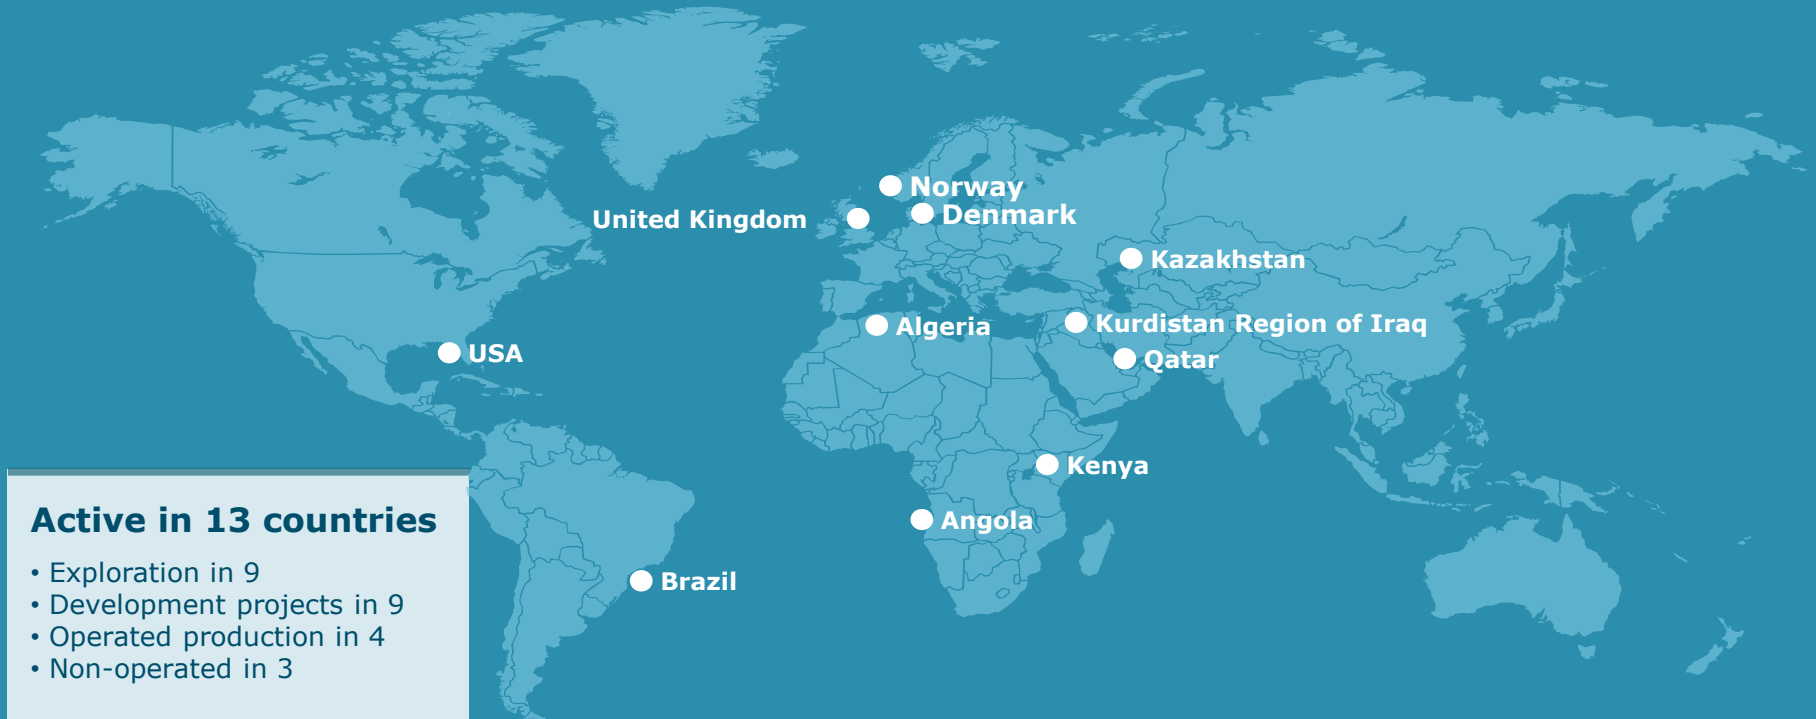 Norway
Denmark
United Kingdom
Kazakhstan
Algeria
Kurdistan Region of Iraq
USA
Qatar
Kenya
Angola
Brazil
Active in 13 countries
• Exploration in 9
• Development projects in 9
• Operated production in 4
• Non-operated in 3